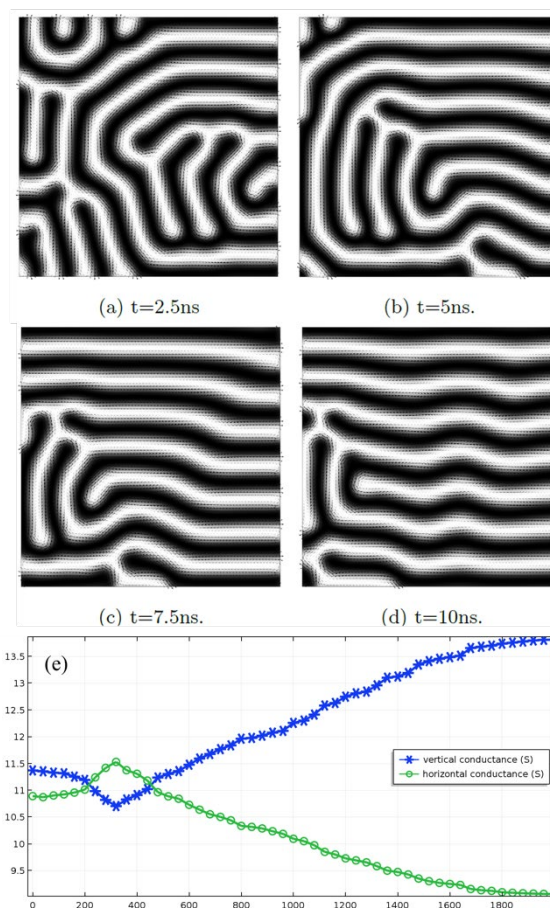 (a) t=2.5ns
(b) t=5ns.
(c) t=7.5ns.
(d) t=10ns.
(e)
13.5
13
12.5
12
11.5
11
10.5
10
9.5
vertical conductance (S)
horizontal conductance (S)
0 200 400 600 800 1000 1200 1400 1600 1800